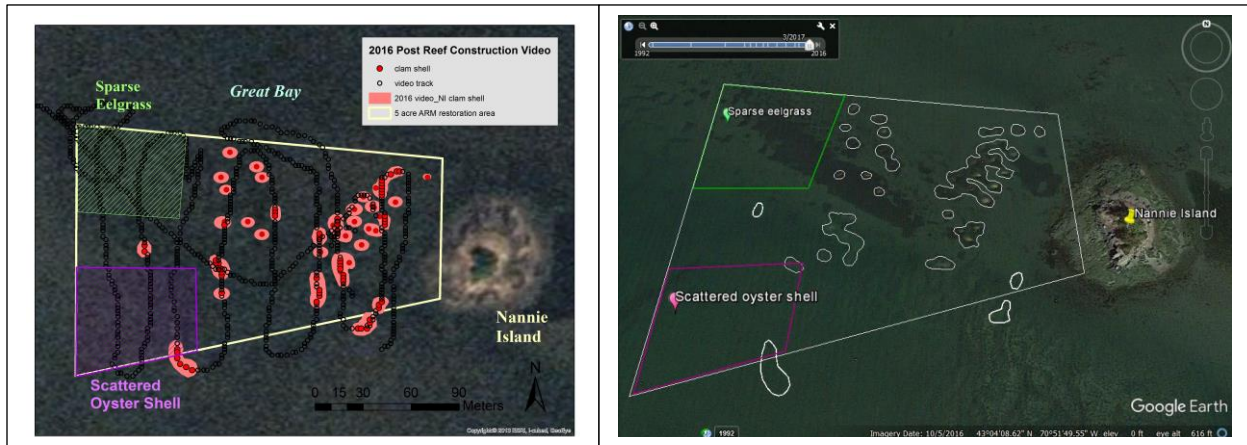 2016 Post Reef Construction Video
clam shell
video track
2016 video_NI clam shell
5 acre ARM restoration area
Sparse
Eelgrass
Great Bay
Nannie
Island
Scattered
Oyster Shell
N
0 15 30 60 90
Meters
3/2017
1992
2016
N
Sparse eelgrass
Nannie Island
Scattered oyster shell
Google Earth
1992
Imagery Date: 10/5/2016 43°04'08.62" N 70°51'49.55" W elev 0 ft eye alt 616 ft